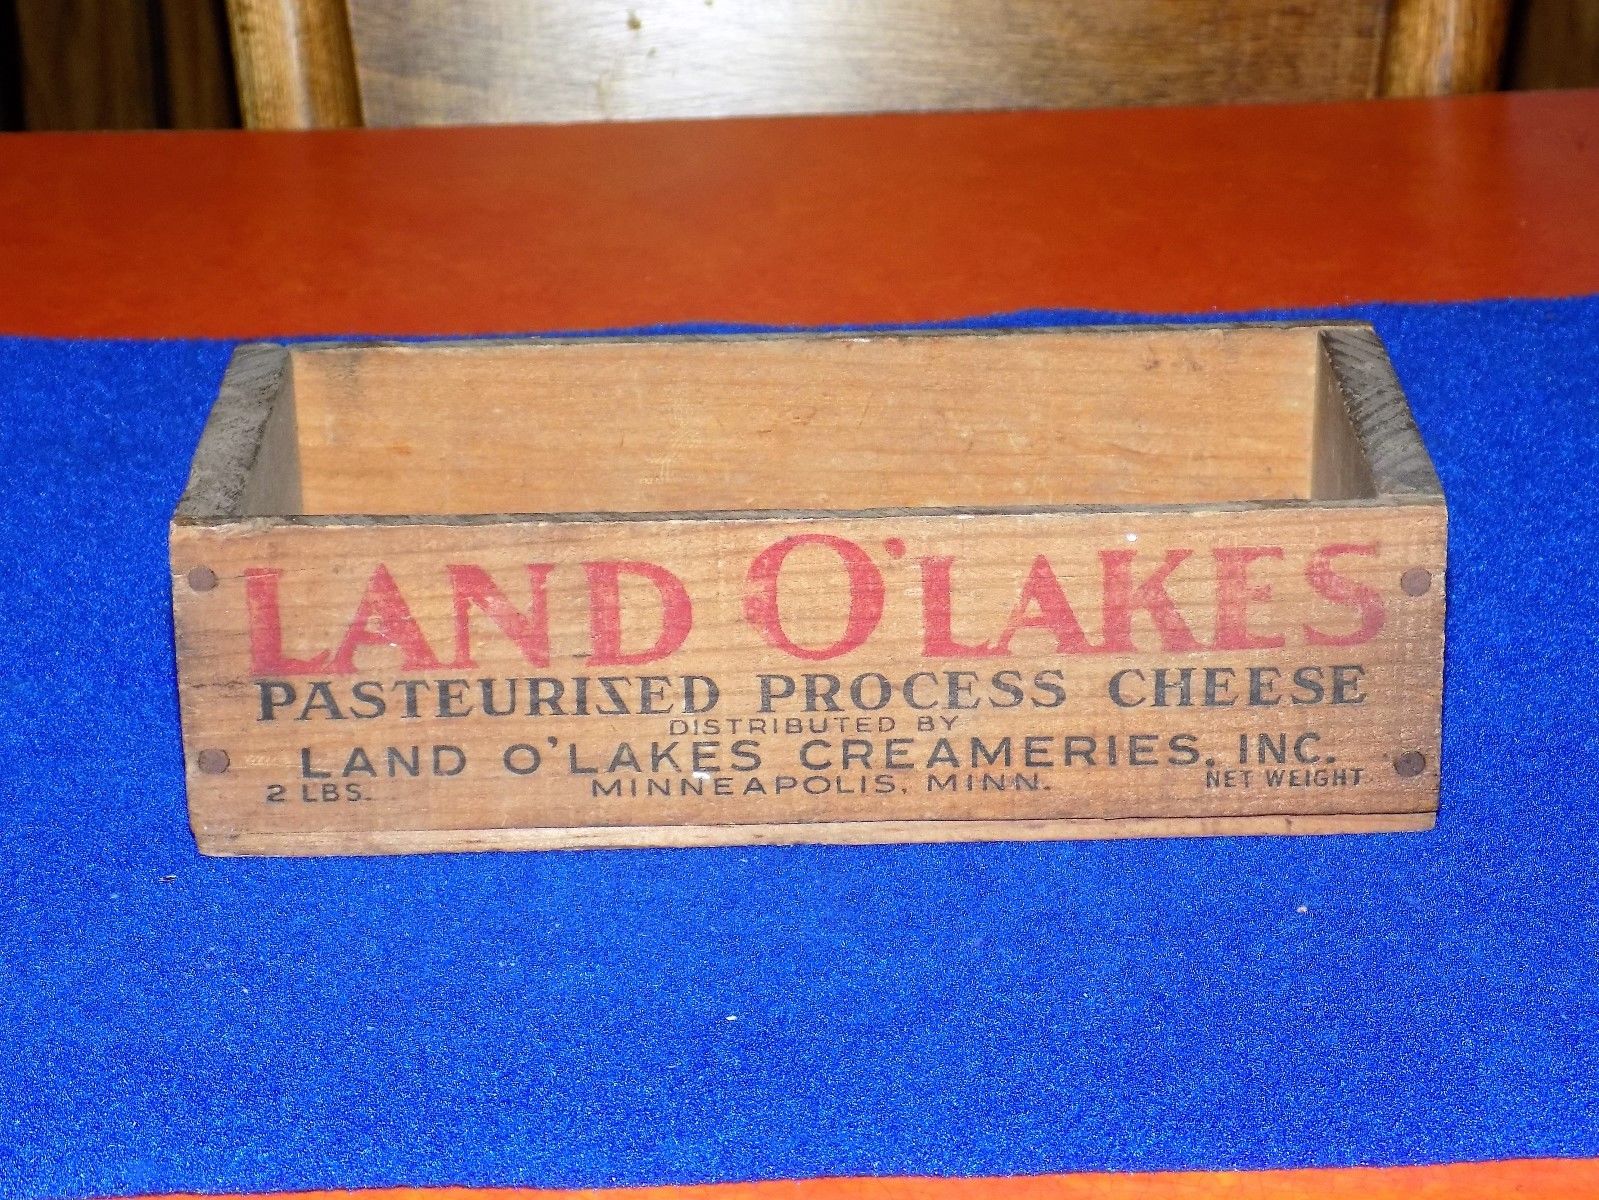 LAND O'LAKES
PASTEURIZED PROCESS CHEESE
DISTRIBUTED BY
LAND O'LAKES CREAMERIES, INC.
2 LBS. MINNEAPOLIS, MINN. NET WEIGHT